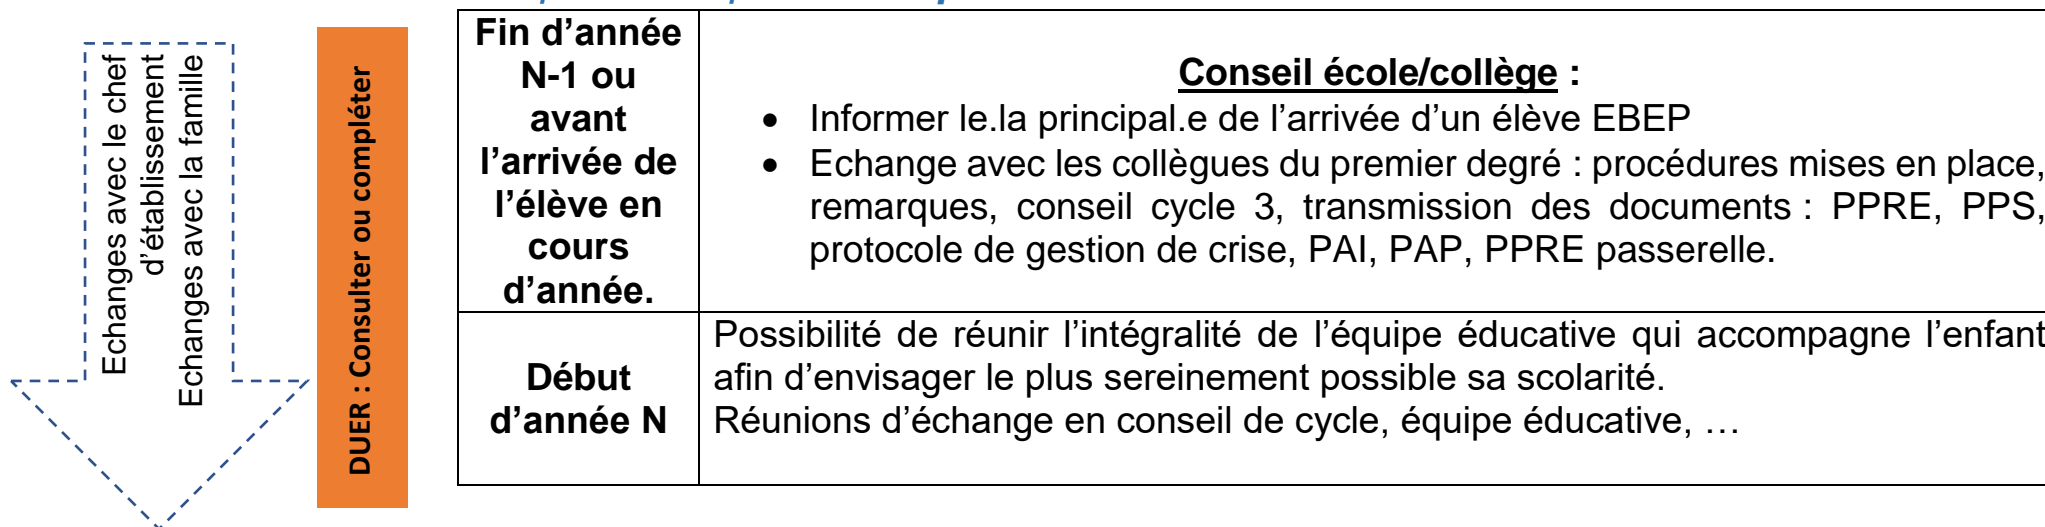 Echanges avec le chef
d’établissement
Echanges avec la famille
DUER : Consulter ou compléter
Fin d’année
N-1 ou
avant
l’arrivée de
l’élève en
cours
d’année.
Conseil école/collège :
• Informer le.la principal.e de l’arrivée d’un élève EBEP
• Echange avec les collègues du premier degré : procédures mises en place,
remarques, conseil cycle 3, transmission des documents : PPRE, PPS,
protocole de gestion de crise, PAI, PAP, PPRE passerelle.
Début
d’année N
Possibilité de réunir l’intégralité de l’équipe éducative qui accompagne l’enfant
afin d’envisager le plus sereinement possible sa scolarité.
Réunions d’échange en conseil de cycle, équipe éducative, …